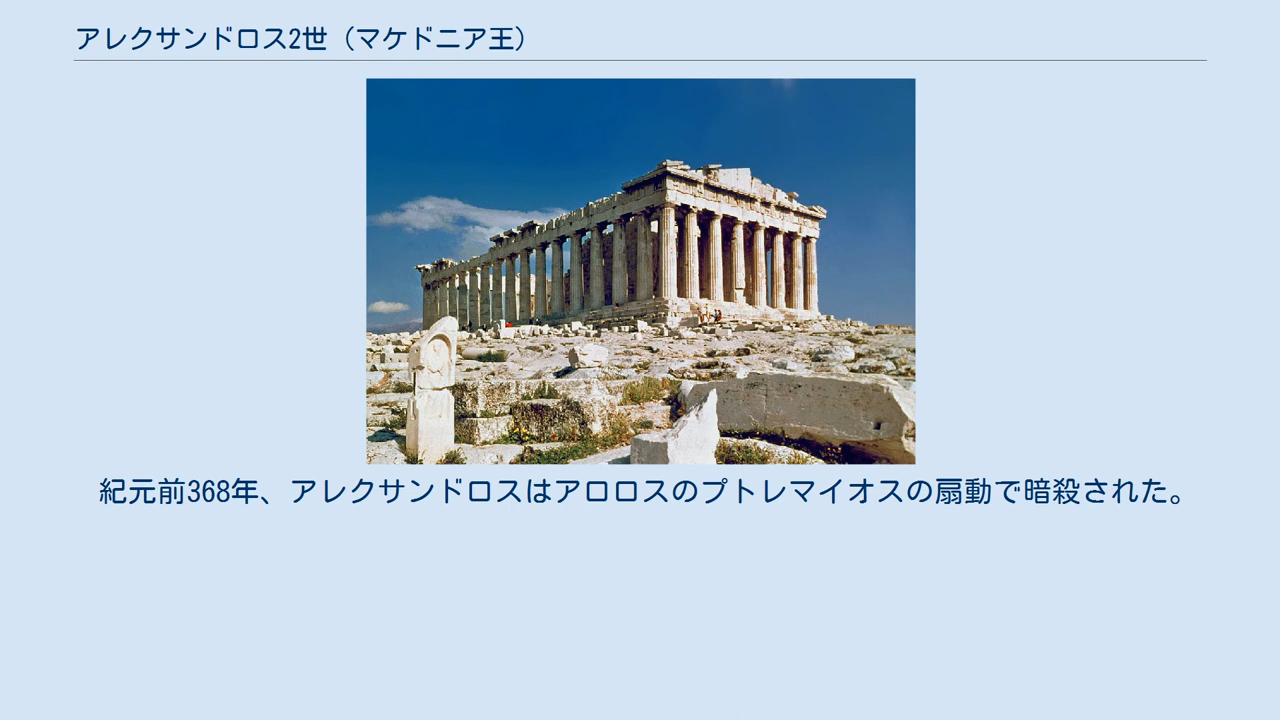 アレクサンドロス2世（マケドニア王）
紀元前368年、アレクサンドロスはアロロスのプトレマイオスの扇動で暗殺された。